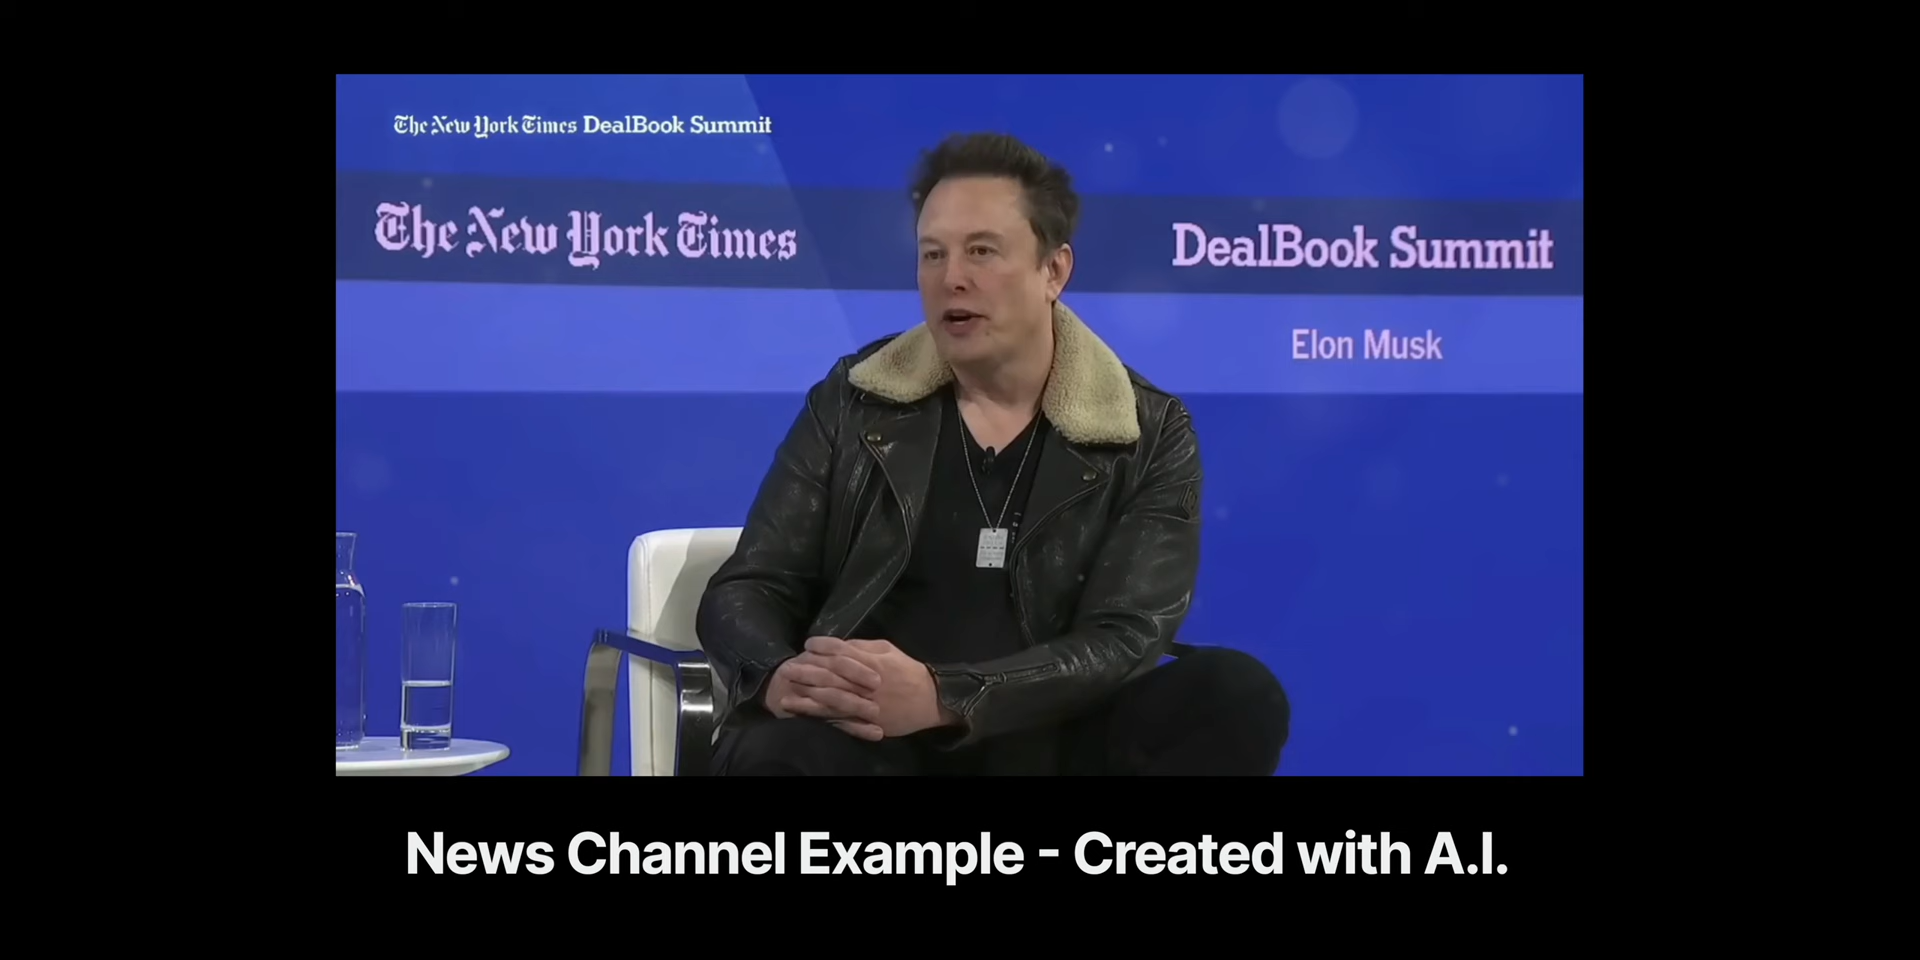 The New York Times DealBook Summit
The New York Times
DealBook Summit
Elon Musk
News Channel Example - Created with A.I.